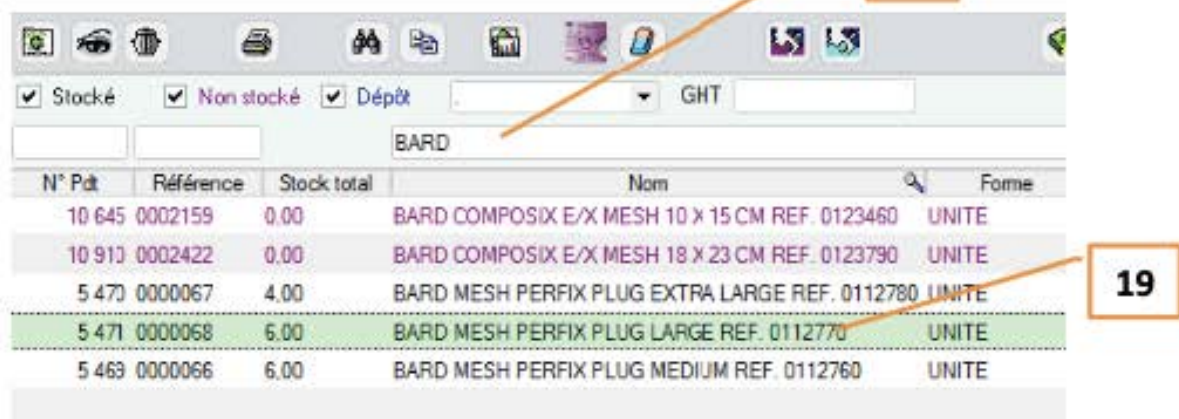 Stocké Non stocké Dépôt . GHT
BARD
N° Pdt Référence Stock total Nom Forme
10 645 0002159 0.00 BARD COMPOSIX E/X MESH 10 X 15 CM REF. 0123460 UNITE
10 910 0002422 0.00 BARD COMPOSIX E/X MESH 18 X 23 CM REF. 0123790 UNITE
5 470 0000067 4.00 BARD MESH PERFIX PLUG EXTRA LARGE REF. 0112780 UNITE
19
5 471 0000068 6.00 BARD MESH PERFIX PLUG LARGE REF. 0112770 UNITE
5 469 0000066 6.00 BARD MESH PERFIX PLUG MEDIUM REF. 0112760 UNITE